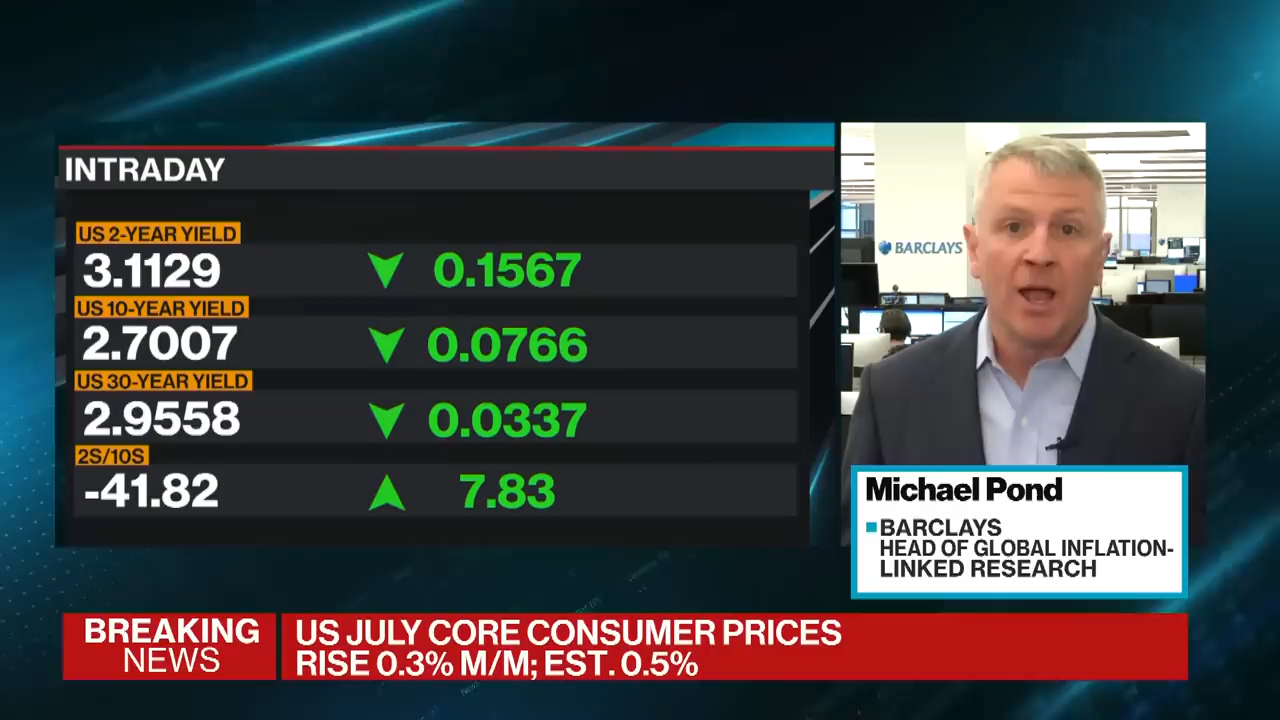 INTRADAY
US 2-YEAR YIELD
3.1129 ▼ 0.1567
US 10-YEAR YIELD
2.7007 ▼ 0.0766
US 30-YEAR YIELD
2.9558 ▼ 0.0337
2S/10S
-41.82 ▲ 7.83
BARCLAYS
Michael Pond
BARCLAYS
HEAD OF GLOBAL INFLATION-
LINKED RESEARCH
BREAKING
NEWS
US JULY CORE CONSUMER PRICES
RISE 0.3% M/M; EST. 0.5%